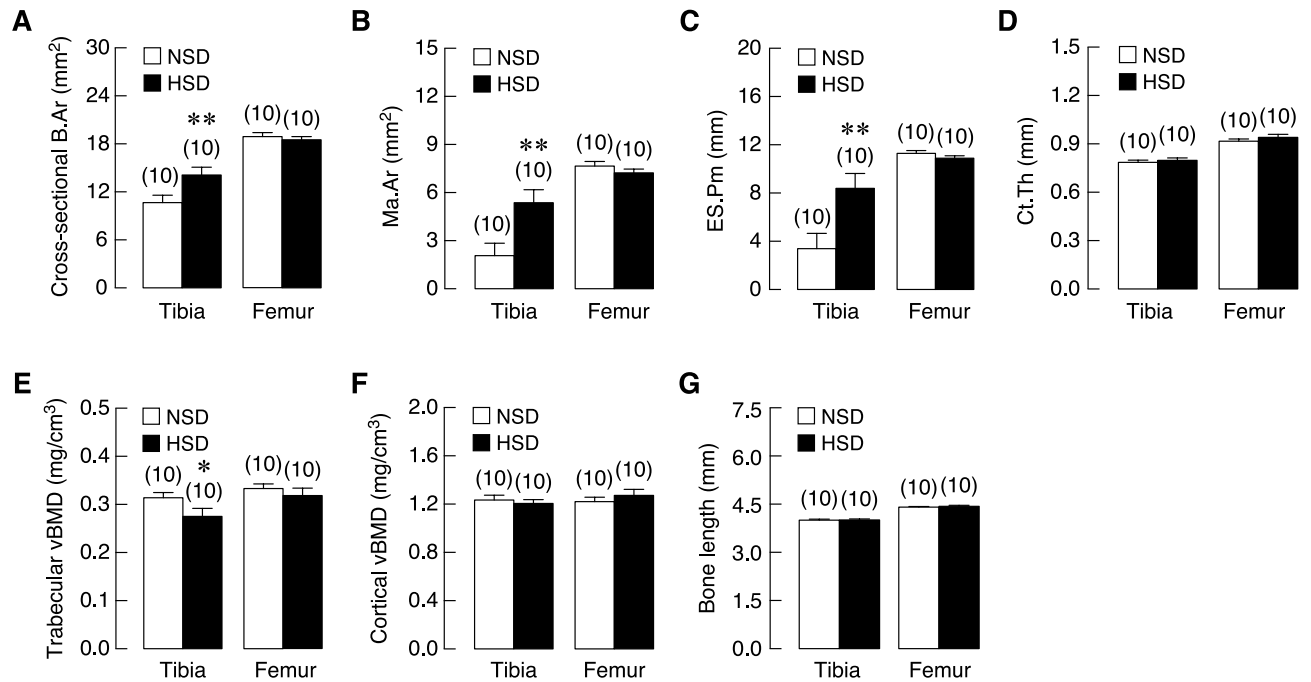 A
Cross-sectional B.Ar (mm²)
30
24
18
12
6
0
NSD
HSD
(10)
**
(10)
(10) (10)
Tibia
Femur
B
Ma.Ar (mm²)
15
12
9
6
3
0
NSD
HSD
(10)
**
(10)
(10) (10)
Tibia
Femur
C
ES.Pm (mm)
20
16
12
8
4
0
NSD
HSD
(10)
**
(10)
(10) (10)
Tibia
Femur
D
Ct.Th (mm)
1.5
1.2
0.9
0.6
0.3
0.0
NSD
HSD
(10) (10)
(10) (10)
Tibia
Femur
E
Trabecular vBMD (mg/cm³)
0.5
0.4
0.3
0.2
0.1
0.0
NSD
HSD
(10)
*
(10)
(10) (10)
Tibia
Femur
F
Cortical vBMD (mg/cm³)
2.0
1.6
1.2
0.8
0.4
0.0
NSD
HSD
(10) (10)
(10) (10)
Tibia
Femur
G
Bone length (mm)
7.5
6.0
4.5
3.0
1.5
0.0
NSD
HSD
(10) (10)
(10) (10)
Tibia
Femur